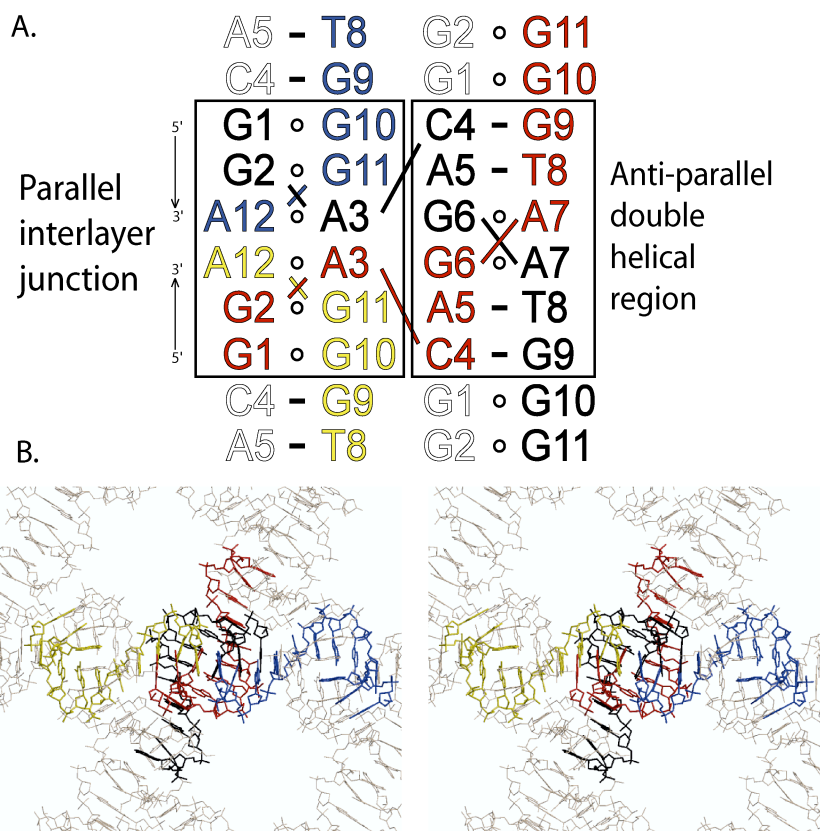 A.
A5 - T8 G2 ∘ G11
C4 - G9 G1 ∘ G10
5' G1 ∘ G10 C4 - G9
G2 ∘ G11 A5 - T8
3' A12 ∘ A3 G6 ∘ A7
3' A12 ∘ A3 G6 ∘ A7
G2 ∘ G11 A5 - T8
5' G1 ∘ G10 C4 - G9
C4 - G9 G1 ∘ G10
A5 - T8 G2 ∘ G11
Parallel
interlayer
junction
Anti-parallel
double
helical
region
B.